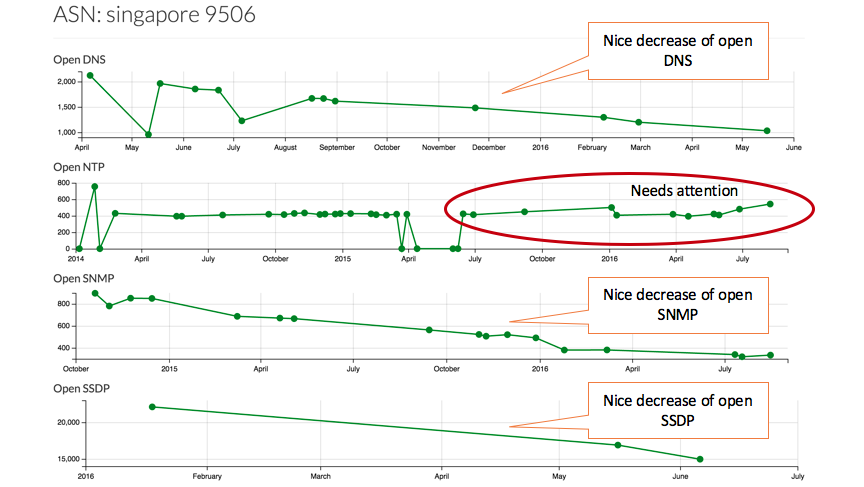 ASN: singapore 9506
Nice decrease of open
DNS
Open DNS
2,000
1,500
1,000
April May June July August September October November December 2016 February March April May June
Open NTP
Needs attention
800
600
400
200
0
2014 April July October 2015 April July October 2016 April July
Open SNMP
Nice decrease of open
SNMP
800
600
400
October 2015 April July October 2016 April July
Open SSDP
Nice decrease of open
SSDP
20,000
15,000
2016 February March April May June July